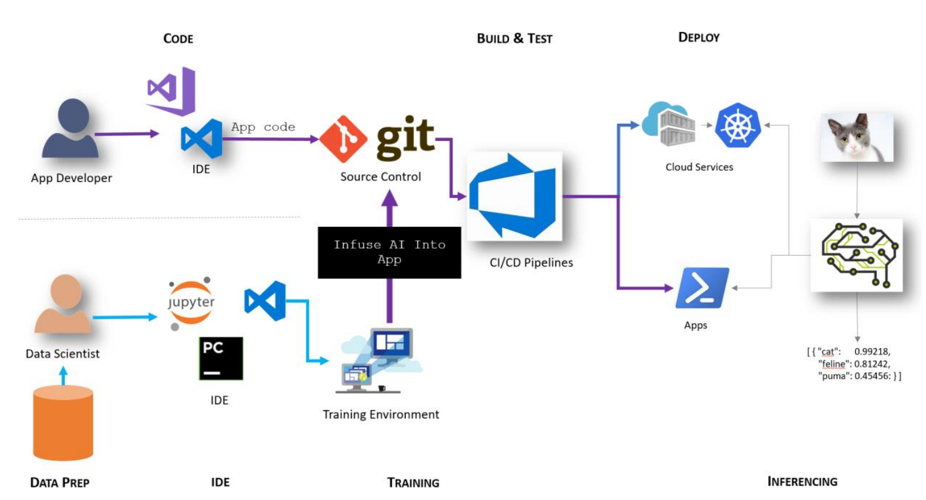 CODE
BUILD & TEST
DEPLOY
App code
git
App Developer
IDE
Source Control
Cloud Services
Infuse AI Into
App
CI/CD Pipelines
jupyter
Apps
Data Scientist
PC
IDE
Training Environment
[ { "cat": 0.99218,
"feline": 0.81242,
"puma": 0.45456: } ]
DATA PREP
IDE
TRAINING
INFERENCING